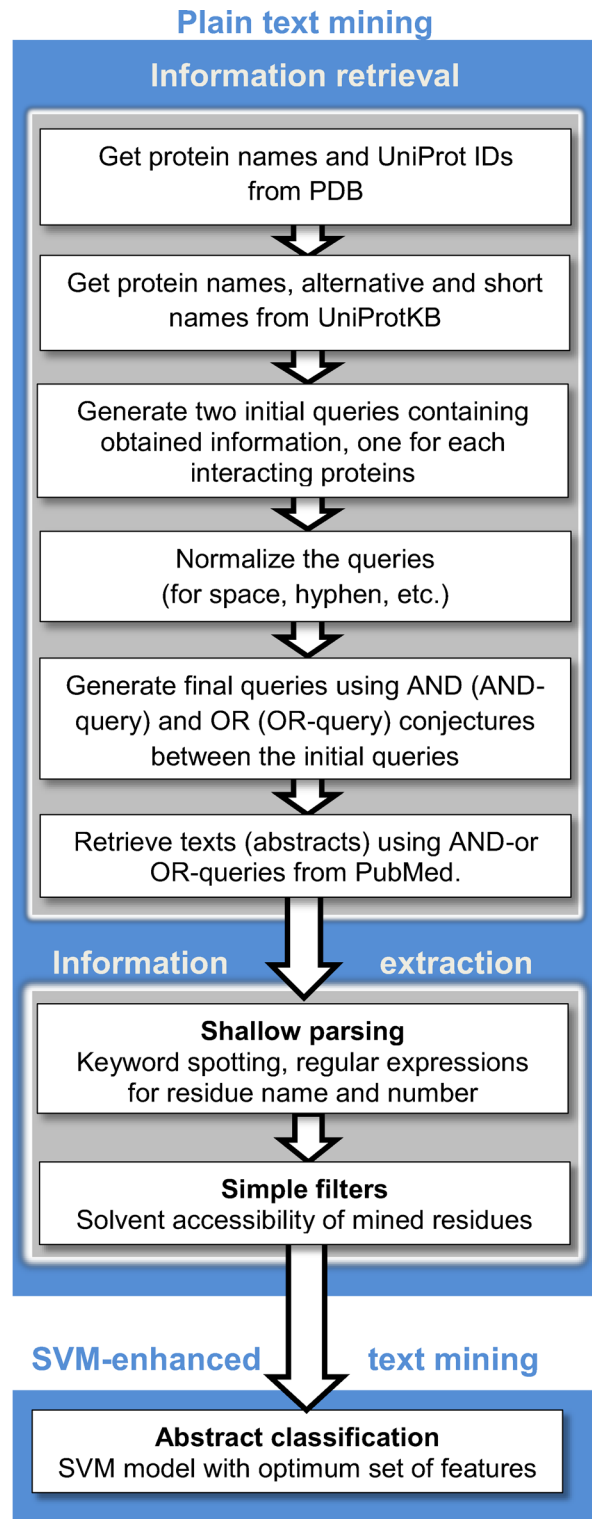 Plain text mining
Information retrieval
Get protein names and UniProt IDs
from PDB
Get protein names, alternative and short
names from UniProtKB
Generate two initial queries containing
obtained information, one for each
interacting proteins
Normalize the queries
(for space, hyphen, etc.)
Generate final queries using AND (AND-
query) and OR (OR-query) conjectures
between the initial queries
Retrieve texts (abstracts) using AND-or
OR-queries from PubMed.
Information extraction
Shallow parsing
Keyword spotting, regular expressions
for residue name and number
Simple filters
Solvent accessibility of mined residues
SVM-enhanced text mining
Abstract classification
SVM model with optimum set of features